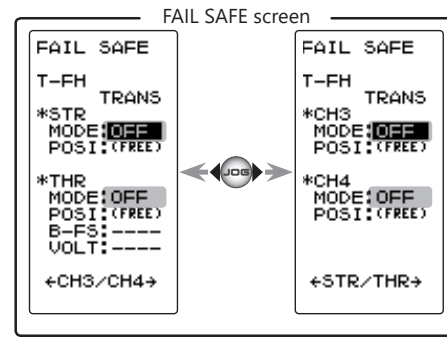 FAIL SAFE screen
FAIL SAFE
T-FH
TRANS
*STR
MODE:OFF
POSI:(FREE)
*THR
MODE:OFF
POSI:(FREE)
B-FS:----
VOLT:----
←CH3/CH4→
JOG
FAIL SAFE
T-FH
TRANS
*CH3
MODE:OFF
POSI:(FREE)
*CH4
MODE:OFF
POSI:(FREE)
←STR/THR→